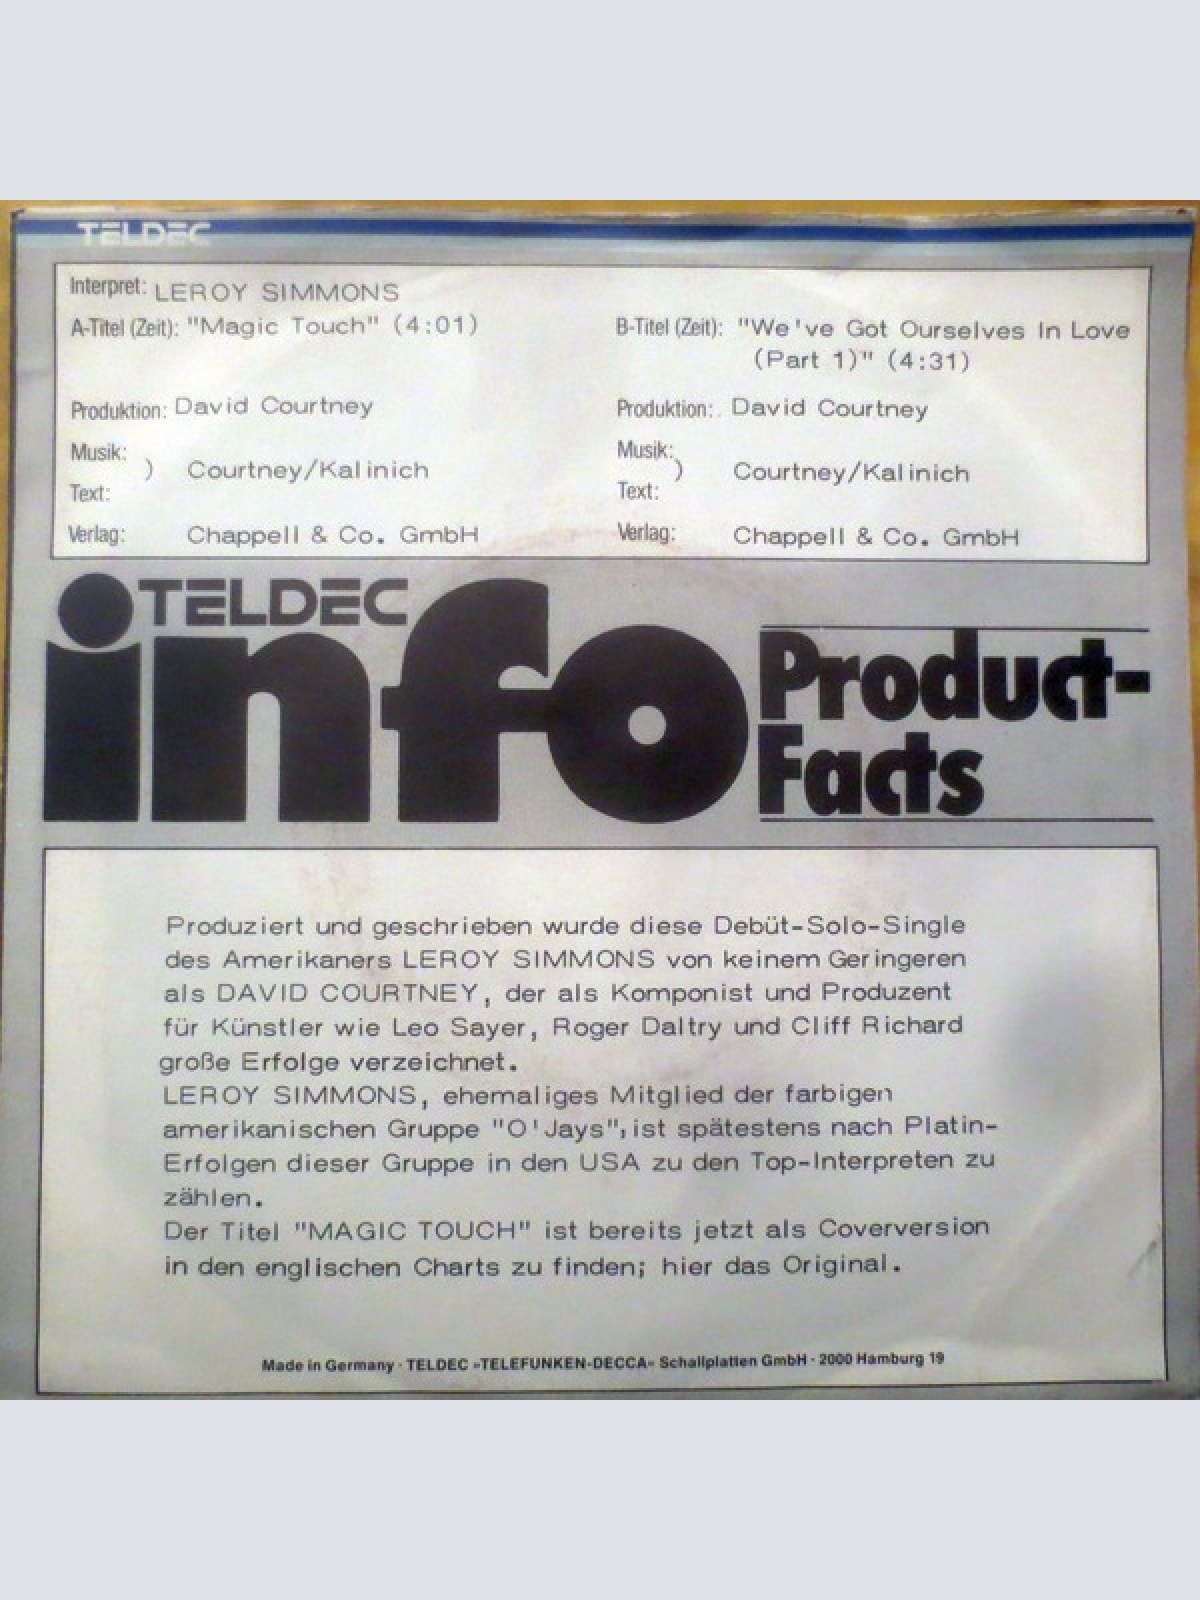 TELDEC
Interpret: LEROY SIMMONS
A-Titel (Zeit): "Magic Touch" (4:01)
Produktion: David Courtney
Musik:
) Courtney/Kalinich
Text:
Verlag: Chappell & Co. GmbH
B-Titel (Zeit): "We've Got Ourselves In Love
(Part 1)" (4:31)
Produktion: David Courtney
Musik:
) Courtney/Kalinich
Text:
Verlag: Chappell & Co. GmbH
TELDEC
info
Product-
Facts
Produziert und geschrieben wurde diese Debüt-Solo-Single
des Amerikaners LEROY SIMMONS von keinem Geringeren
als DAVID COURTNEY, der als Komponist und Produzent
für Künstler wie Leo Sayer, Roger Daltry und Cliff Richard
große Erfolge verzeichnet.
LEROY SIMMONS, ehemaliges Mitglied der farbigen
amerikanischen Gruppe "O'Jays", ist spätestens nach Platin-
Erfolgen dieser Gruppe in den USA zu den Top-Interpreten zu
zählen.
Der Titel "MAGIC TOUCH" ist bereits jetzt als Coverversion
in den englischen Charts zu finden; hier das Original.
Made in Germany · TELDEC »TELEFUNKEN-DECCA« Schallplatten GmbH · 2000 Hamburg 19